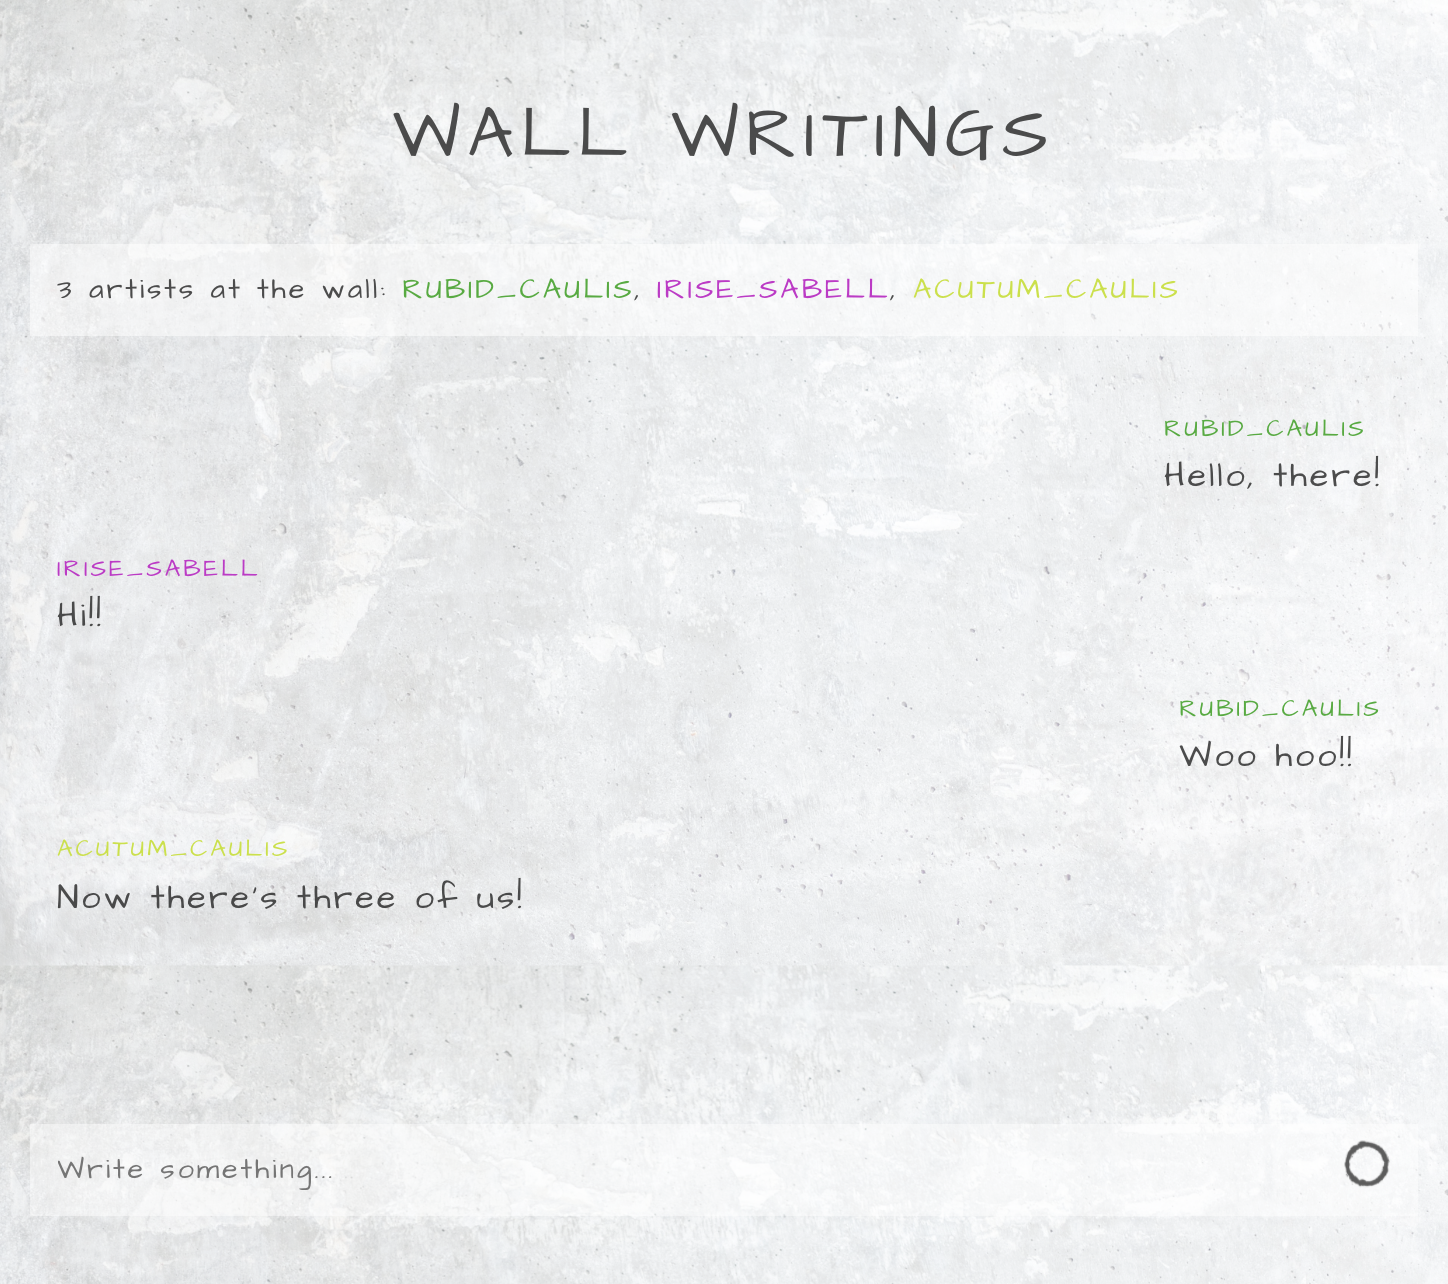 WALL WRITINGS
3 artists at the wall: RUBID_CAULIS, IRISE_SABELL, ACUTUM_CAULIS
RUBID_CAULIS
Hello, there!
IRISE_SABELL
Hi!!
RUBID_CAULIS
Woo hoo!!
ACUTUM_CAULIS
Now there's three of us!
Write something...